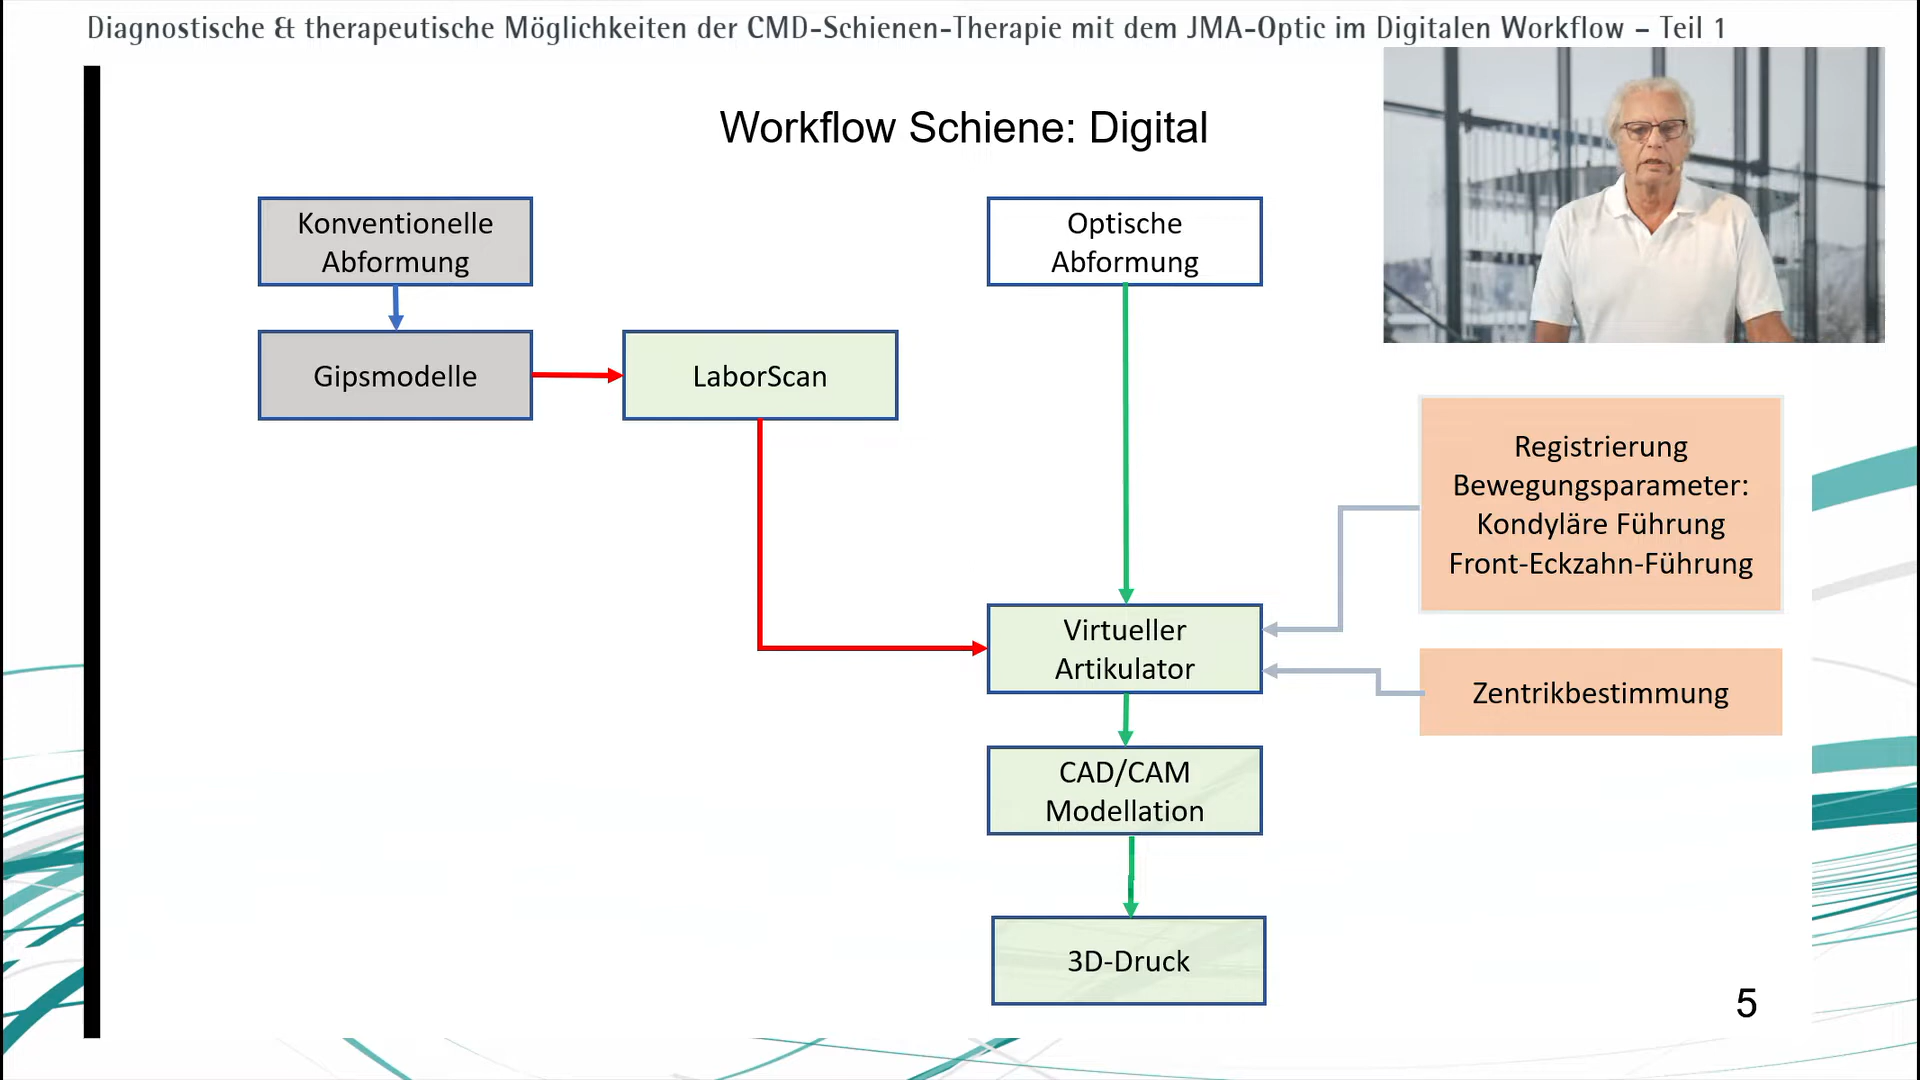 Diagnostische & therapeutische Möglichkeiten der CMD-Schienen-Therapie mit dem JMA-Optic im Digitalen Workflow – Teil 1
Workflow Schiene: Digital
Konventionelle
Abformung
Optische
Abformung
Gipsmodelle
LaborScan
Registrierung
Bewegungsparameter:
Kondyläre Führung
Front-Eckzahn-Führung
Virtueller
Artikulator
Zentrikbestimmung
CAD/CAM
Modellation
3D-Druck
5